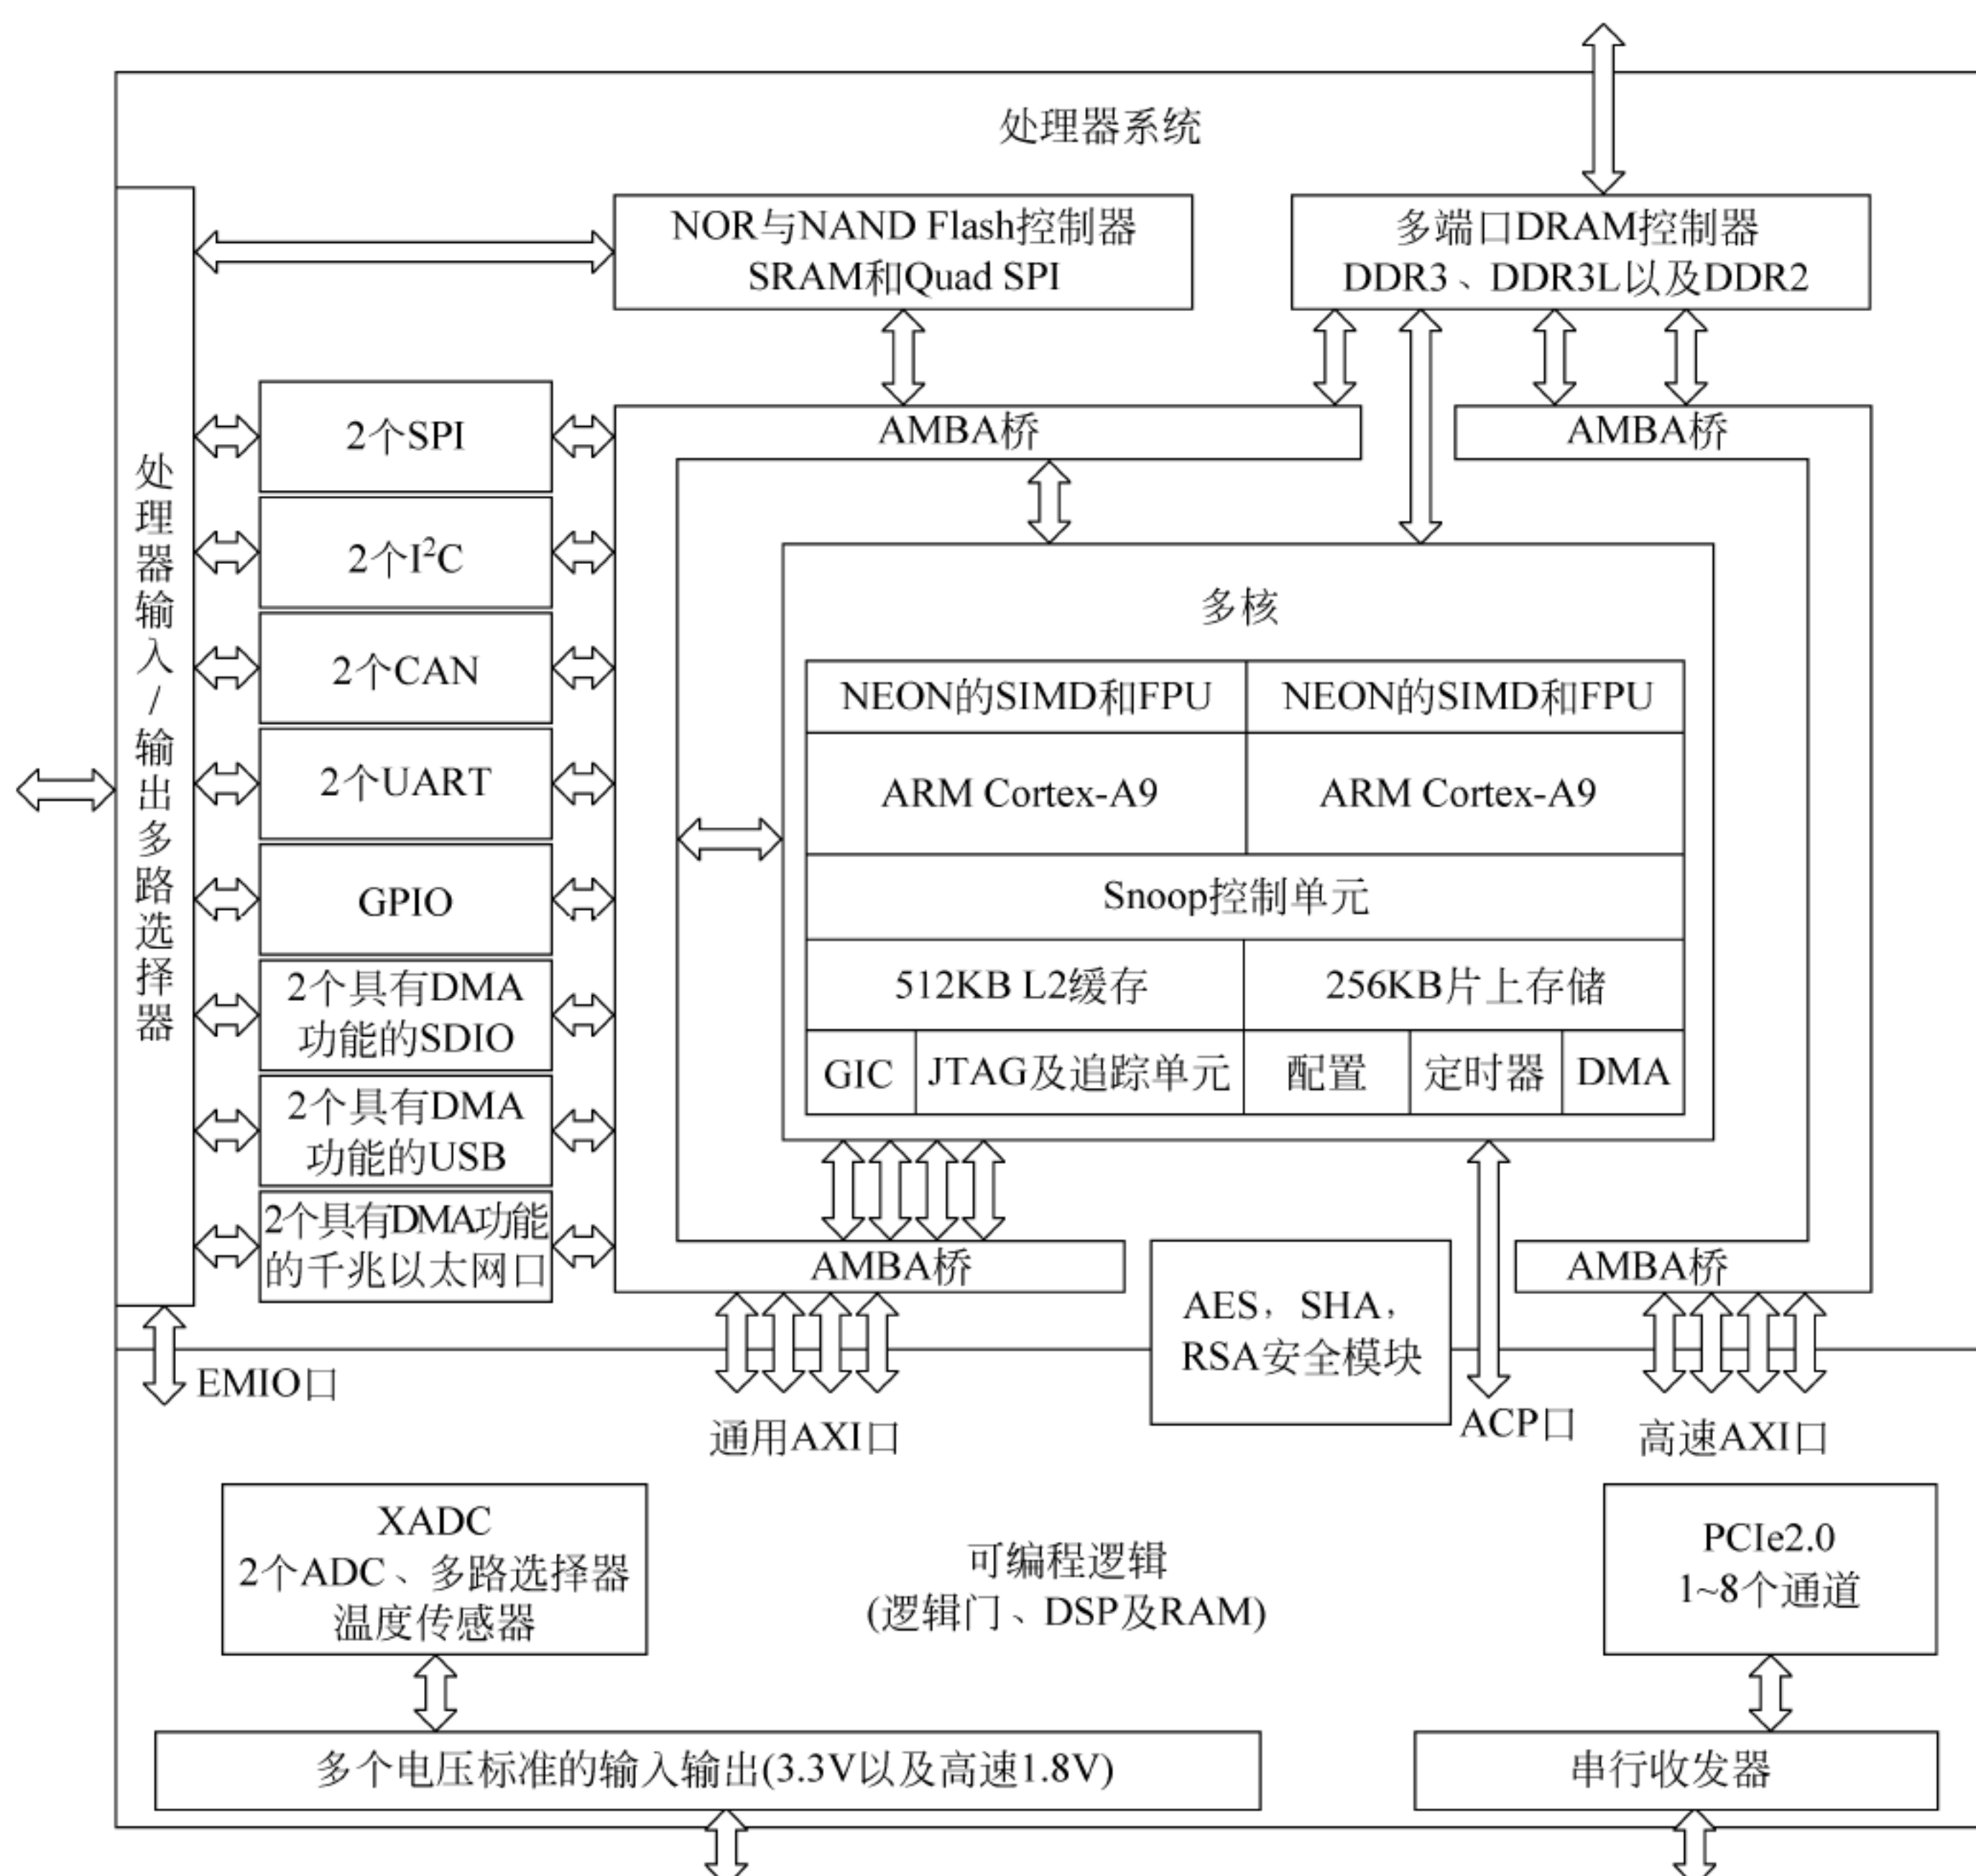 处理器系统
NOR与NAND Flash控制器
SRAM和Quad SPI
多端口DRAM控制器
DDR3、DDR3L以及DDR2
处理器输入/输出多路选择器
2个SPI
2个I²C
2个CAN
2个UART
GPIO
2个具有DMA
功能的SDIO
2个具有DMA
功能的USB
2个具有DMA功能
的千兆以太网口
AMBA桥
AMBA桥
多核
NEON的SIMD和FPU
NEON的SIMD和FPU
ARM Cortex-A9
ARM Cortex-A9
Snoop控制单元
512KB L2缓存
256KB片上存储
GIC
JTAG及追踪单元
配置
定时器
DMA
AMBA桥
AMBA桥
AES，SHA，
RSA安全模块
EMIO口
通用AXI口
ACP口
高速AXI口
XADC
2个ADC、多路选择器
温度传感器
可编程逻辑
(逻辑门、DSP及RAM)
PCIe2.0
1~8个通道
多个电压标准的输入输出(3.3V以及高速1.8V)
串行收发器